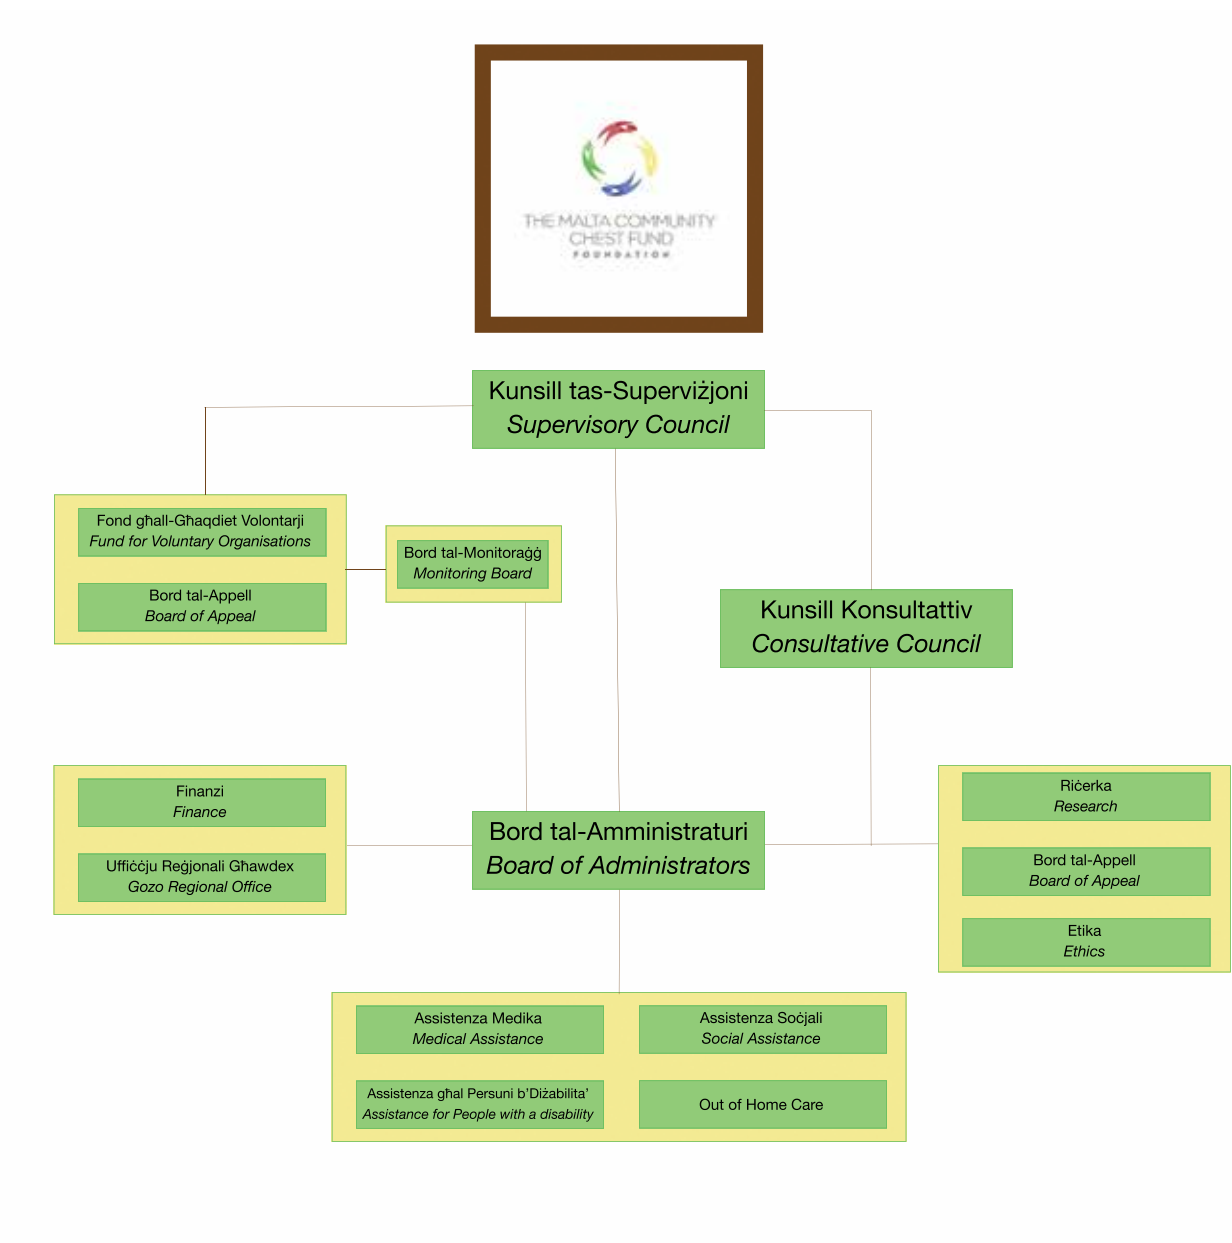 THE MALTA COMMUNITY
CHEST FUND
FOUNDATION
Kunsill tas-Superviżjoni
Supervisory Council
Fond għall-Għaqdiet Volontarji
Fund for Voluntary Organisations
Bord tal-Appell
Board of Appeal
Bord tal-Monitoraġġ
Monitoring Board
Kunsill Konsultattiv
Consultative Council
Finanzi
Finance
Uffiċċju Reġjonali Għawdex
Gozo Regional Office
Bord tal-Amministraturi
Board of Administrators
Riċerka
Research
Bord tal-Appell
Board of Appeal
Etika
Ethics
Assistenza Medika
Medical Assistance
Assistenza Soċjali
Social Assistance
Assistenza għal Persuni b’Diżabilita’
Assistance for People with a disability
Out of Home Care